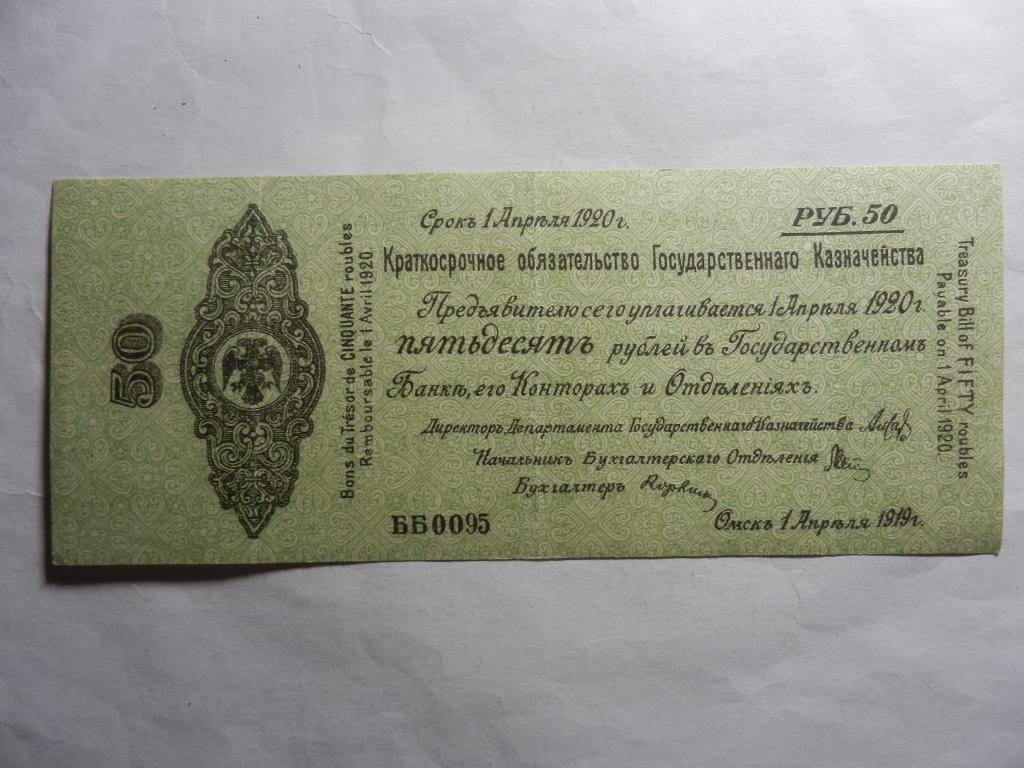 50
Bons du Trésor de CINQUANTE roubles
Remboursable le 1 Avril 1920
Срокъ 1 Апрѣля 1920 г.
РУБ. 50
Краткосрочное обязательство Государственнаго Казначейства
Предъявителю сего уплачивается 1 Апрѣля 1920 г.
пятьдесятъ рублей въ Государственномъ
Банкѣ, его Конторахъ и Отдѣленіяхъ.
Директоръ Департамента Государственнаго Казначейства
Начальникъ Бухгалтерскаго Отдѣленія
Бухгалтеръ
ББ0095
Омскъ 1 Апрѣля 1919 г.
Treasury Bill of FIFTY roubles
Payable on 1 April 1920.